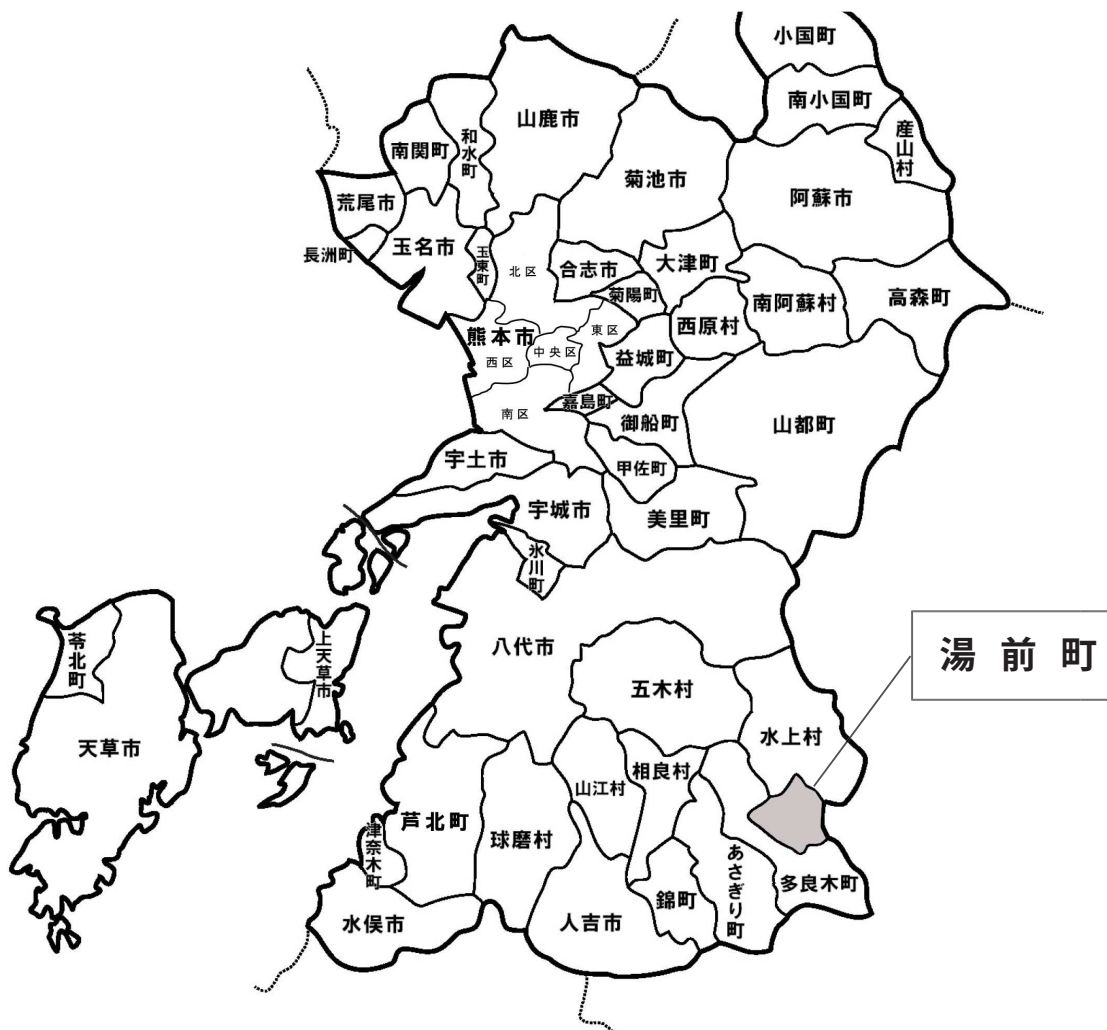 小国町
南小国町
産山村
山鹿市
和水町
南関町
菊池市
阿蘇市
荒尾市
長洲町
玉名市
玉東町
北区
合志市
大津町
菊陽町
南阿蘇村
高森町
西原村
熊本市
東区
中央区
西区
益城町
嘉島町
南区
御船町
山都町
宇土市
甲佐町
宇城市
美里町
氷川町
八代市
五木村
湯前町
苓北町
上天草市
天草市
水上村
相良村
山江村
芦北町
球磨村
津奈木町
あさぎり町
多良木町
錦町
人吉市
水俣市